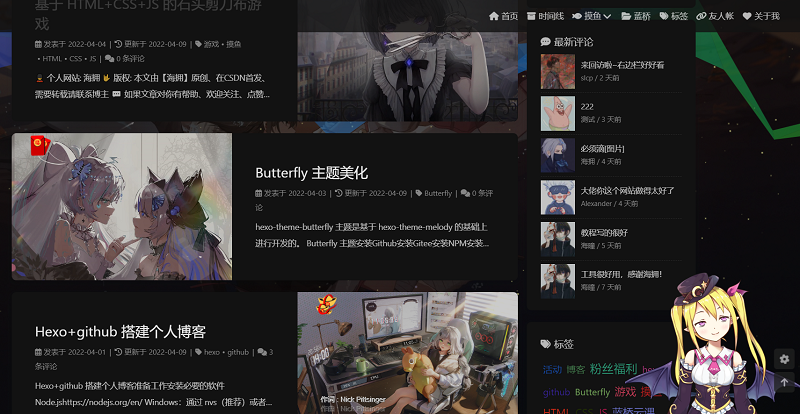 首页 时间线 摸鱼 蓝桥 标签 友人帐 关于我
基于 HTML+CSS+JS 的石头剪刀布游
戏
发表于 2022-04-04 | 更新于 2022-04-09 | 游戏 • 摸鱼
• HTML • CSS • JS | 0 条评论
个人网站: 海拥 版权: 本文由【海拥】原创、在CSDN首发、
需要转载请联系博主 如果文章对你有帮助、欢迎关注、点赞...
Butterfly 主题美化
发表于 2022-04-03 | 更新于 2022-04-09 | Butterfly | 0 条评
论
hexo-theme-butterfly 主题是基于 hexo-theme-melody 的基础上
进行开发的。 Butterfly 主题安装Github安装Gitee安装NPM安装...
Hexo+github 搭建个人博客
发表于 2022-04-01 | 更新于 2022-04-09 | hexo • github | 3
条评论
Hexo+github 搭建个人博客准备工作安装必要的软件
Node.jshttps://nodejs.org/en/ Windows：通过 nvs（推荐）或者...
作词 : Nick Pittsinger
作曲 : Nick Pittsinger
最新评论
来回访啦~右边拦好好看
slcp / 2 天前
222
测试 / 3 天前
必须滴[图片]
海拥 / 4 天前
大佬你这个网站做得太好了
Alexander / 4 天前
教程写的很好
海瞳 / 5 天前
工具很好用，感谢海拥！
海瞳 / 7 天前
标签
活动 博客 粉丝福利
github Butterfly 游戏
HTML CSS JS 蓝桥云课